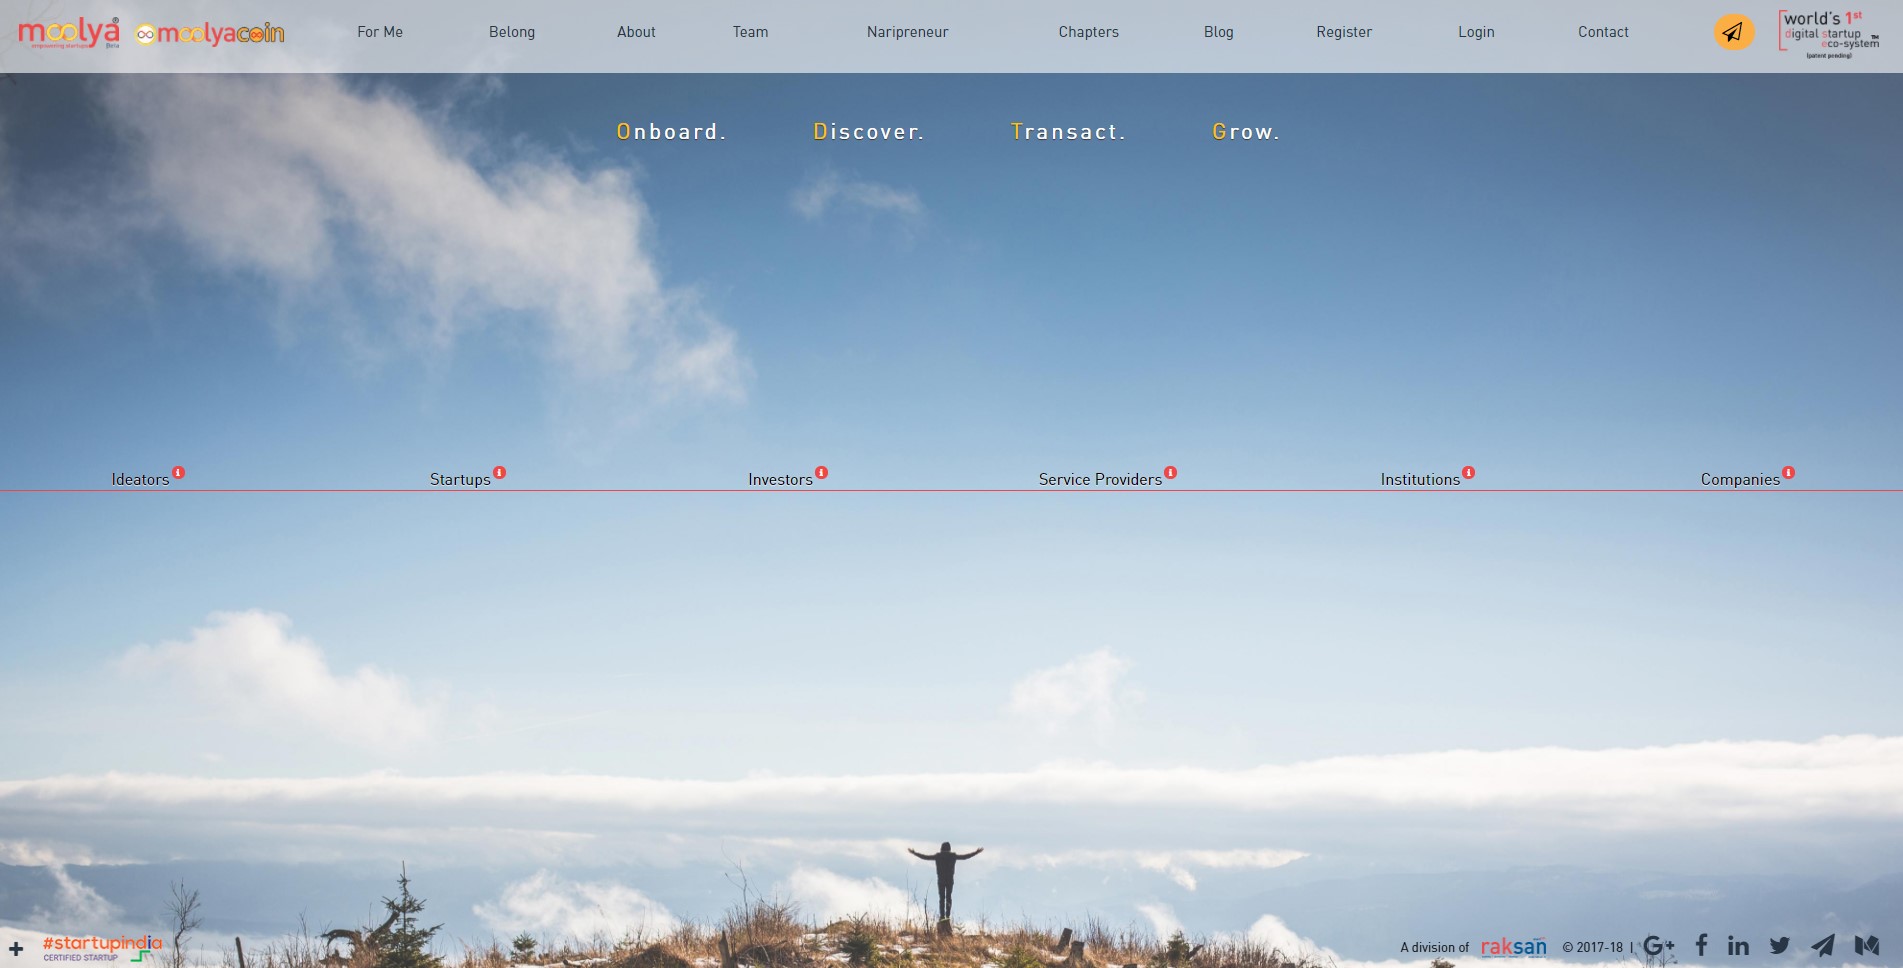 moolya®
empowering startups Beta
moolyacoin
For Me
Belong
About
Team
Naripreneur
Chapters
Blog
Register
Login
Contact
world's 1st
digital startup
eco-system™
(patent pending)
Onboard. Discover. Transact. Grow.
Ideators
Startups
Investors
Service Providers
Institutions
Companies
#startupindia
CERTIFIED STARTUP
A division of raksan © 2017-18 |